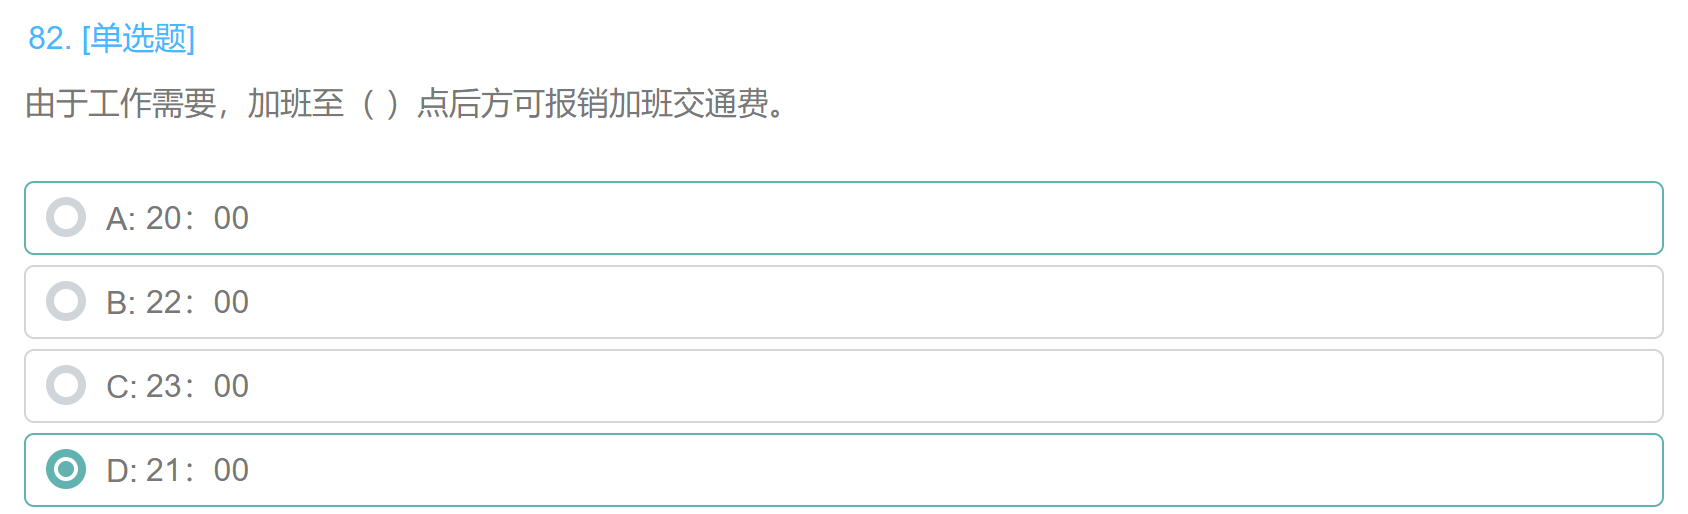 82. [单选题]
由于工作需要，加班至（ ）点后方可报销加班交通费。
A: 20：00
B: 22：00
C: 23：00
D: 21：00